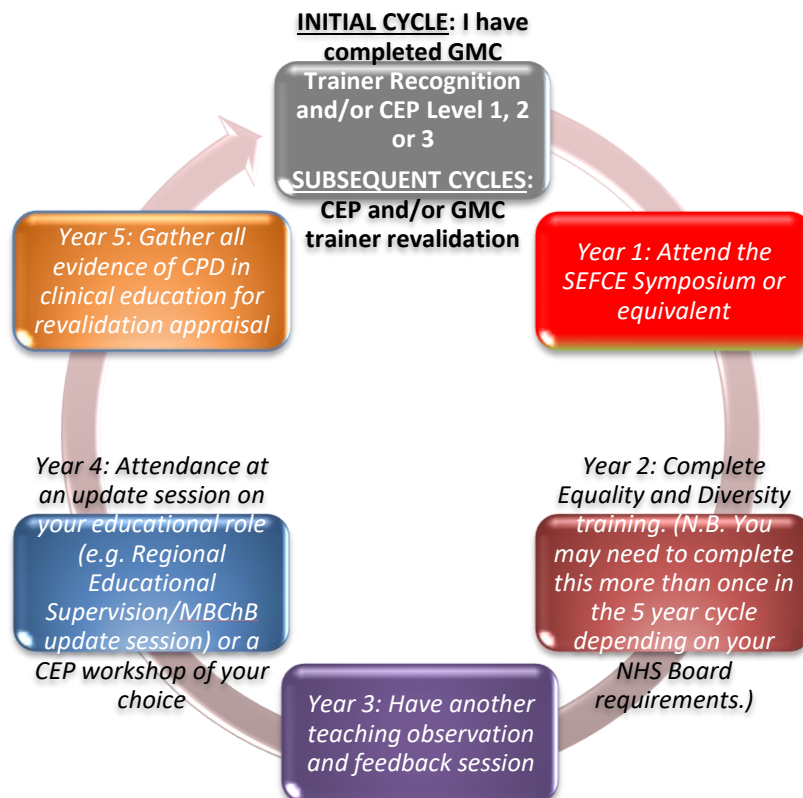 INITIAL CYCLE: I have
completed GMC
Trainer Recognition
and/or CEP Level 1, 2
or 3
SUBSEQUENT CYCLES:
CEP and/or GMC
trainer revalidation
Year 1: Attend the
SEFCE Symposium or
equivalent
Year 2: Complete
Equality and Diversity
training. (N.B. You
may need to complete
this more than once in
the 5 year cycle
depending on your
NHS Board
requirements.)
Year 3: Have another
teaching observation
and feedback session
Year 4: Attendance at
an update session on
your educational role
(e.g. Regional
Educational
Supervision/MBChB
update session) or a
CEP workshop of your
choice
Year 5: Gather all
evidence of CPD in
clinical education for
revalidation appraisal